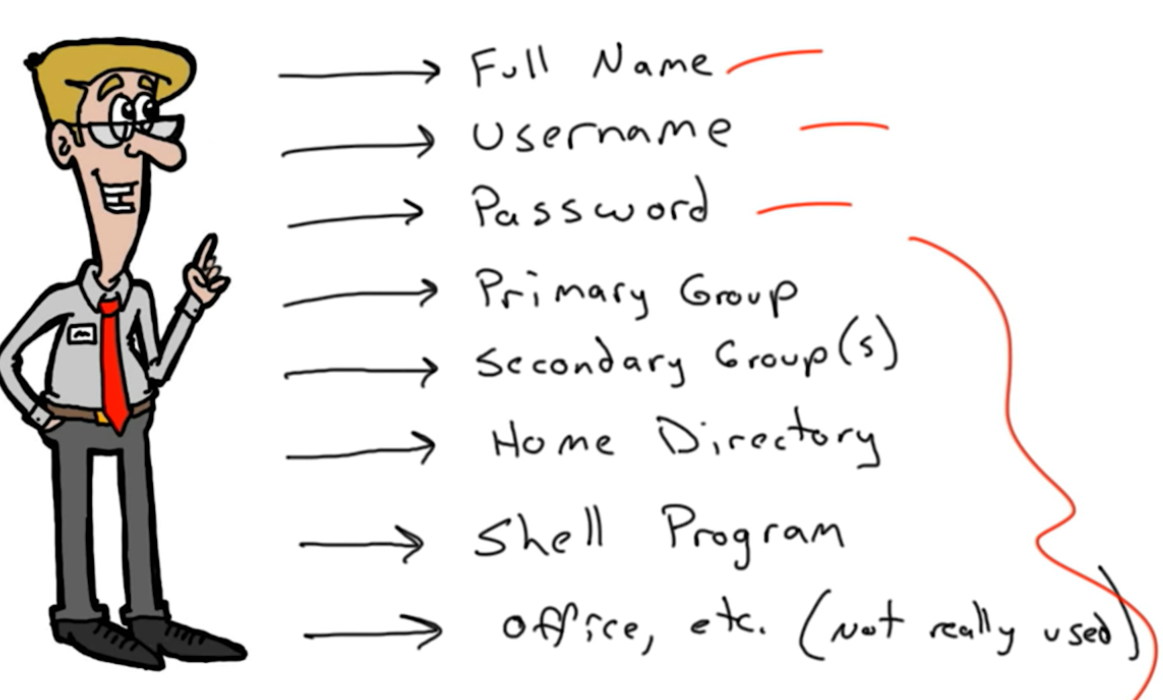 Full Name
Username
Password
Primary Group
Secondary Group(s)
Home Directory
Shell Program
office, etc. (not really used)